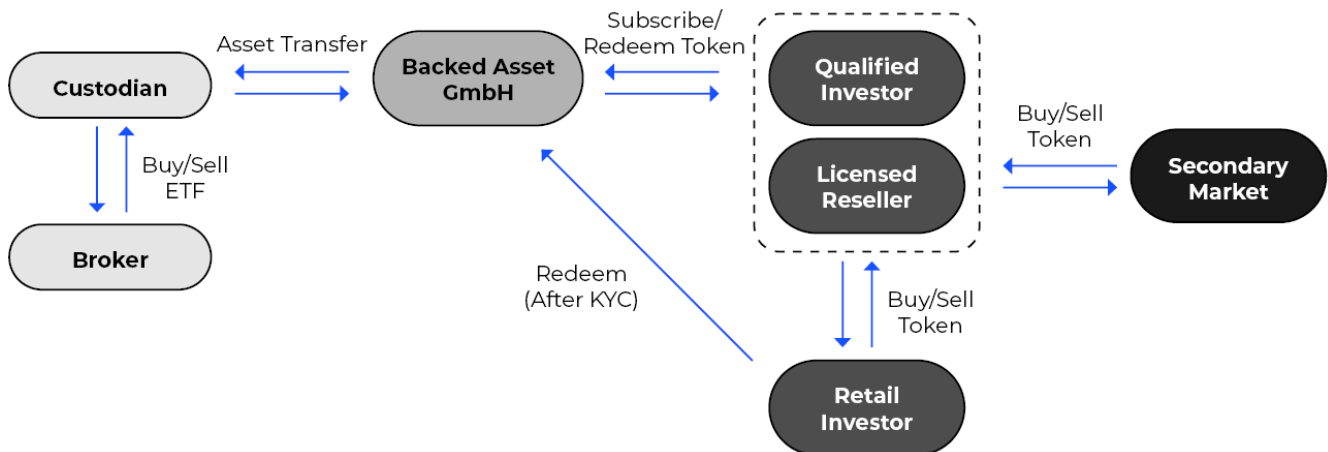 Asset Transfer
Subscribe/
Redeem Token
Custodian
Backed Asset
GmbH
Qualified
Investor
Buy/Sell
Token
Buy/Sell
ETF
Licensed
Reseller
Secondary
Market
Broker
Redeem
(After KYC)
Buy/Sell
Token
Retail
Investor